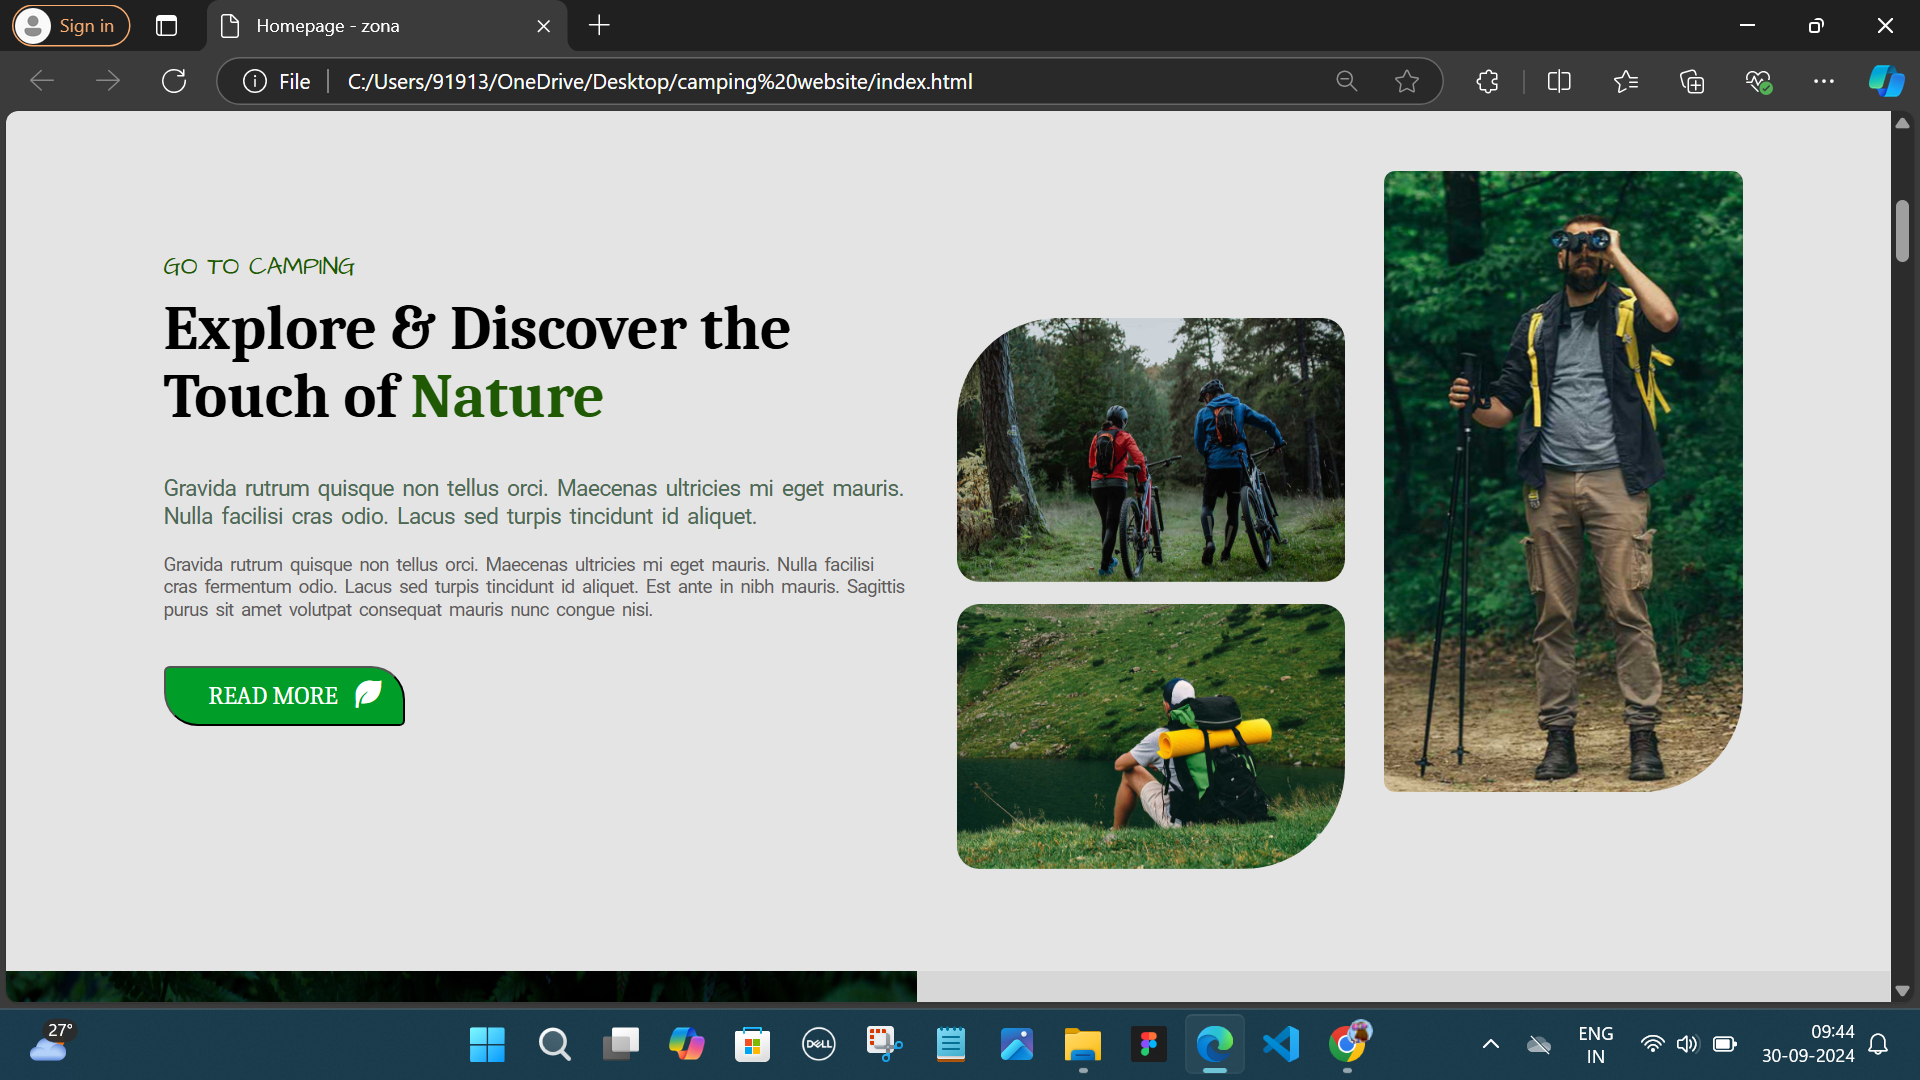 Sign in
Homepage - zona
File
C:/Users/91913/OneDrive/Desktop/camping%20website/index.html
GO TO CAMPING
Explore & Discover the
Touch of Nature
Gravida rutrum quisque non tellus orci. Maecenas ultricies mi eget mauris.
Nulla facilisi cras odio. Lacus sed turpis tincidunt id aliquet.
Gravida rutrum quisque non tellus orci. Maecenas ultricies mi eget mauris. Nulla facilisi
cras fermentum odio. Lacus sed turpis tincidunt id aliquet. Est ante in nibh mauris. Sagittis
purus sit amet volutpat consequat mauris nunc congue nisi.
READ MORE
27°
DELL
ENG
IN
09:44
30-09-2024